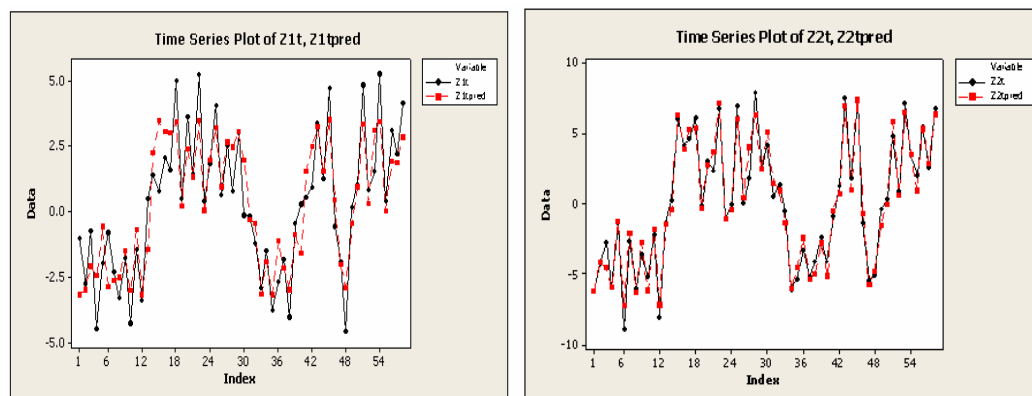 Time Series Plot of Z1t, Z1tpred
Variable
Z1t
Z1tpred
5.0
2.5
0.0
-2.5
-5.0
Data
1 6 12 18 24 30 36 42 48 54
Index
Time Series Plot of Z2t, Z2tpred
Variable
Z2t
Z2tpred
10
5
0
-5
-10
Data
1 6 12 18 24 30 36 42 48 54
Index